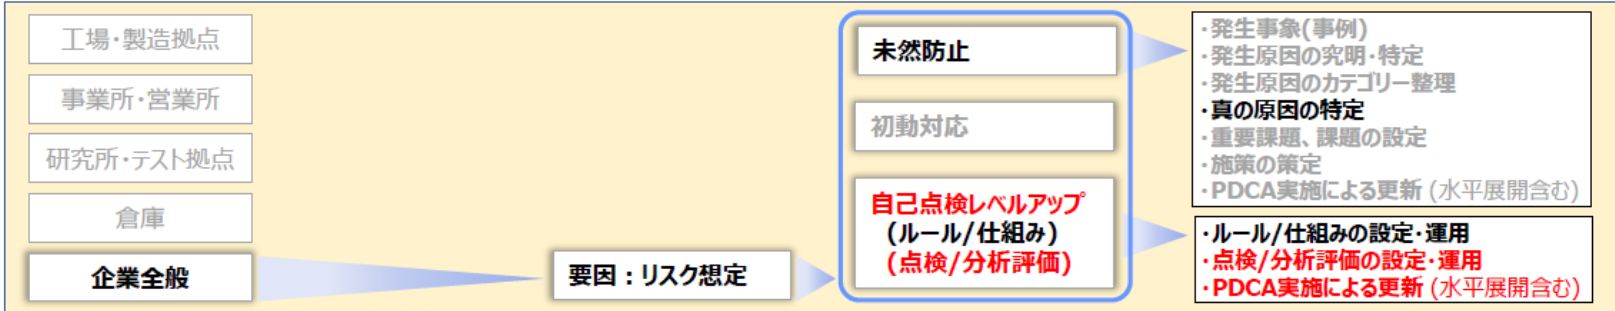 工場・製造拠点
事業所・営業所
研究所・テスト拠点
倉庫
企業全般
要因：リスク想定
未然防止
初動対応
自己点検レベルアップ
(ルール/仕組み)
(点検/分析評価)
・発生事象(事例)
・発生原因の究明・特定
・発生原因のカテゴリー整理
・真の原因の特定
・重要課題、課題の設定
・施策の策定
・PDCA実施による更新 (水平展開含む)
・ルール/仕組みの設定・運用
・点検/分析評価の設定・運用
・PDCA実施による更新 (水平展開含む)